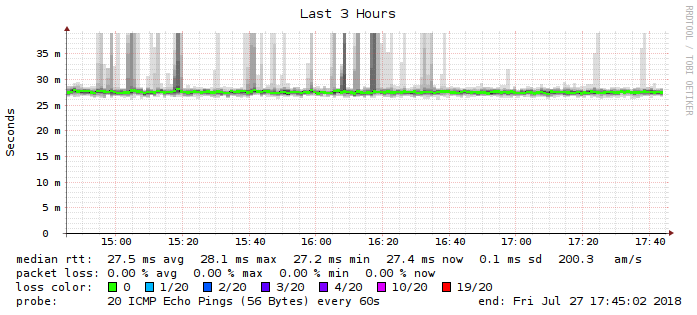 Last 3 Hours
RRDTOOL / TOBI OETIKER
Seconds
35 m
30 m
25 m
20 m
15 m
10 m
5 m
0
15:00 15:20 15:40 16:00 16:20 16:40 17:00 17:20 17:40
median rtt: 27.5 ms avg 28.1 ms max 27.2 ms min 27.4 ms now 0.1 ms sd 200.3 am/s
packet loss: 0.00 % avg 0.00 % max 0.00 % min 0.00 % now
loss color: 0 1/20 2/20 3/20 4/20 10/20 19/20
probe: 20 ICMP Echo Pings (56 Bytes) every 60s end: Fri Jul 27 17:45:02 2018